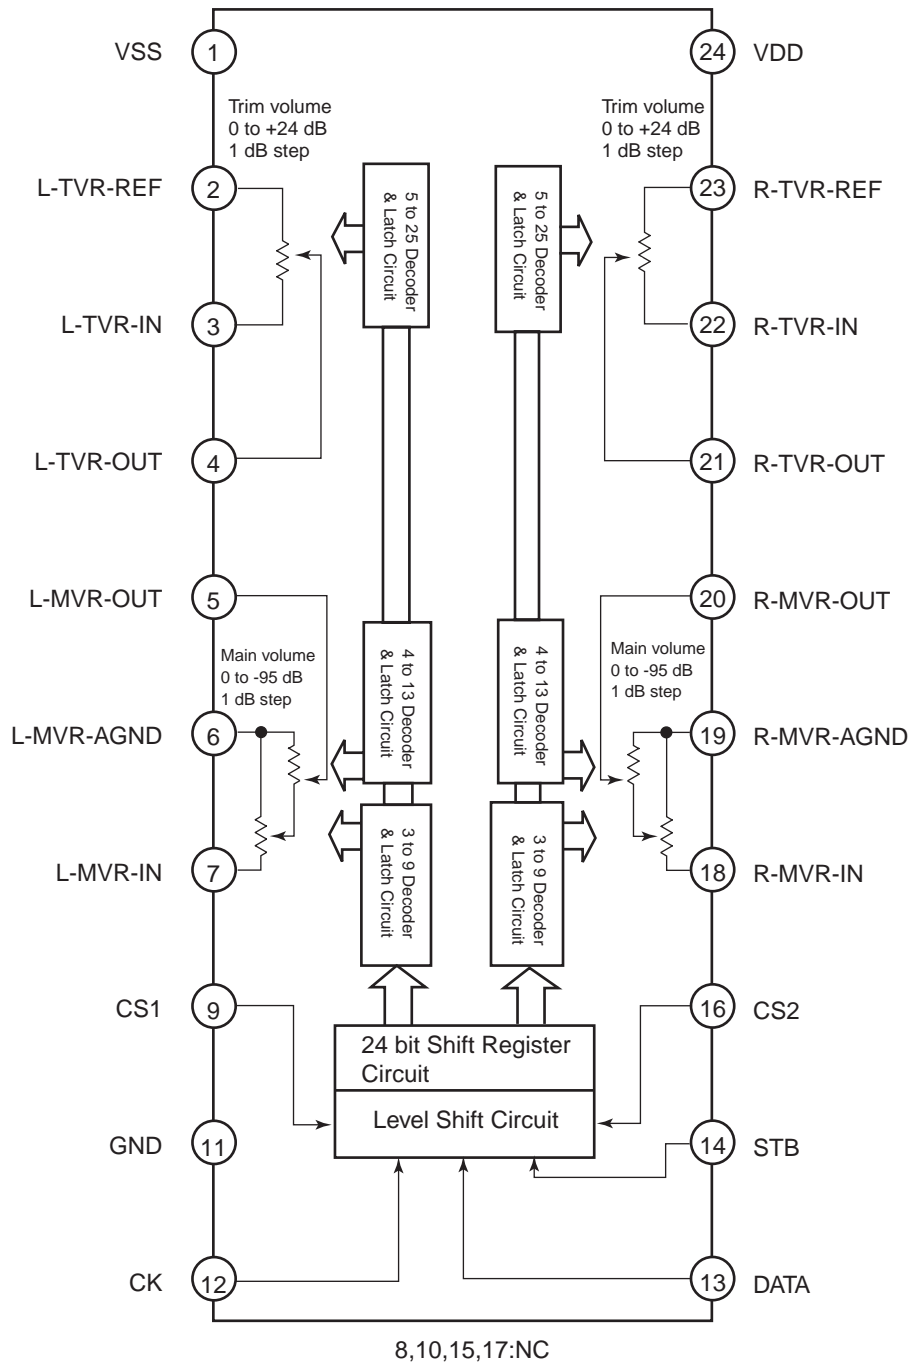 VSS 1
24 VDD
Trim volume
0 to +24 dB
1 dB step
Trim volume
0 to +24 dB
1 dB step
L-TVR-REF 2
23 R-TVR-REF
5 to 25 Decoder
& Latch Circuit
5 to 25 Decoder
& Latch Circuit
L-TVR-IN 3
22 R-TVR-IN
L-TVR-OUT 4
21 R-TVR-OUT
L-MVR-OUT 5
20 R-MVR-OUT
Main volume
0 to -95 dB
1 dB step
4 to 13 Decoder
& Latch Circuit
4 to 13 Decoder
& Latch Circuit
Main volume
0 to -95 dB
1 dB step
L-MVR-AGND 6
19 R-MVR-AGND
3 to 9 Decoder
& Latch Circuit
3 to 9 Decoder
& Latch Circuit
L-MVR-IN 7
18 R-MVR-IN
CS1 9
16 CS2
24 bit Shift Register
Circuit
Level Shift Circuit
GND 11
14 STB
CK 12
13 DATA
8,10,15,17:NC